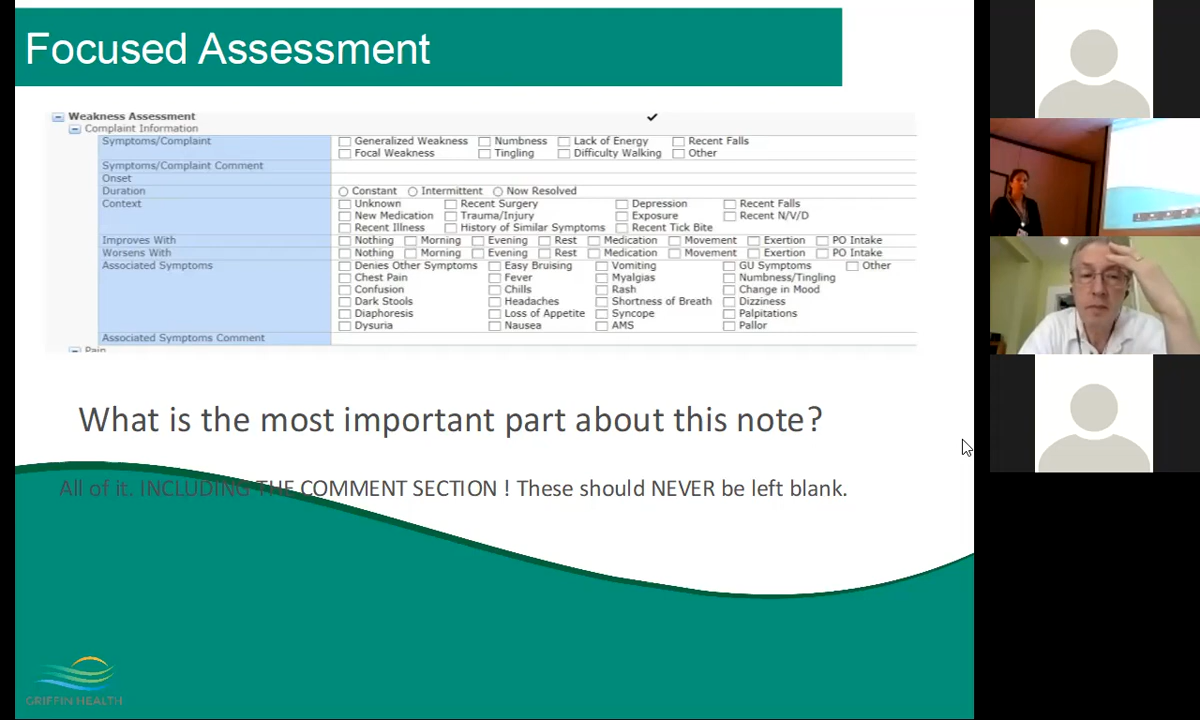 Focused Assessment
Weakness Assessment
Complaint Information
Symptoms/Complaint Generalized Weakness Numbness Lack of Energy Recent Falls
Focal Weakness Tingling Difficulty Walking Other
Symptoms/Complaint Comment
Onset
Duration Constant Intermittent Now Resolved
Context Unknown Recent Surgery Depression Recent Falls
New Medication Trauma/Injury Exposure Recent N/V/D
Recent Illness History of Similar Symptoms Recent Tick Bite
Improves With Nothing Morning Evening Rest Medication Movement Exertion PO Intake
Worsens With Nothing Morning Evening Rest Medication Movement Exertion PO Intake
Associated Symptoms Denies Other Symptoms Easy Bruising Vomiting GU Symptoms Other
Chest Pain Fever Myalgias Numbness/Tingling
Confusion Chills Rash Change in Mood
Dark Stools Headaches Shortness of Breath Dizziness
Diaphoresis Loss of Appetite Syncope Palpitations
Dysuria Nausea AMS Pallor
Associated Symptoms Comment
Pain
What is the most important part about this note?
All of it. INCLUDING THE COMMENT SECTION ! These should NEVER be left blank.
GRIFFIN HEALTH